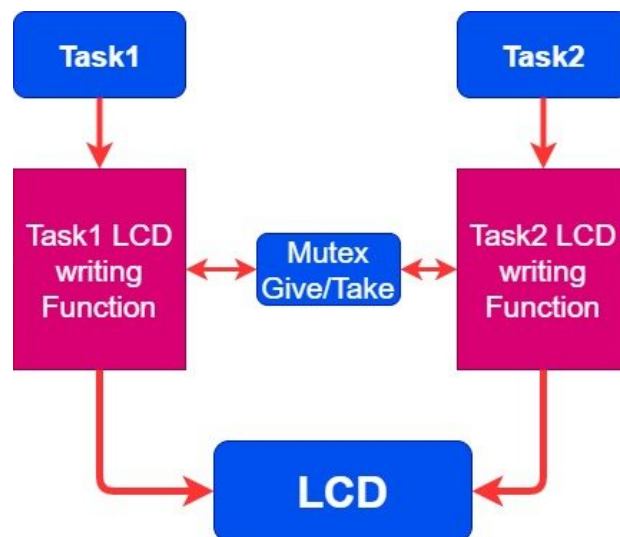 Task1
Task2
Task1 LCD
writing
Function
Mutex
Give/Take
Task2 LCD
writing
Function
LCD